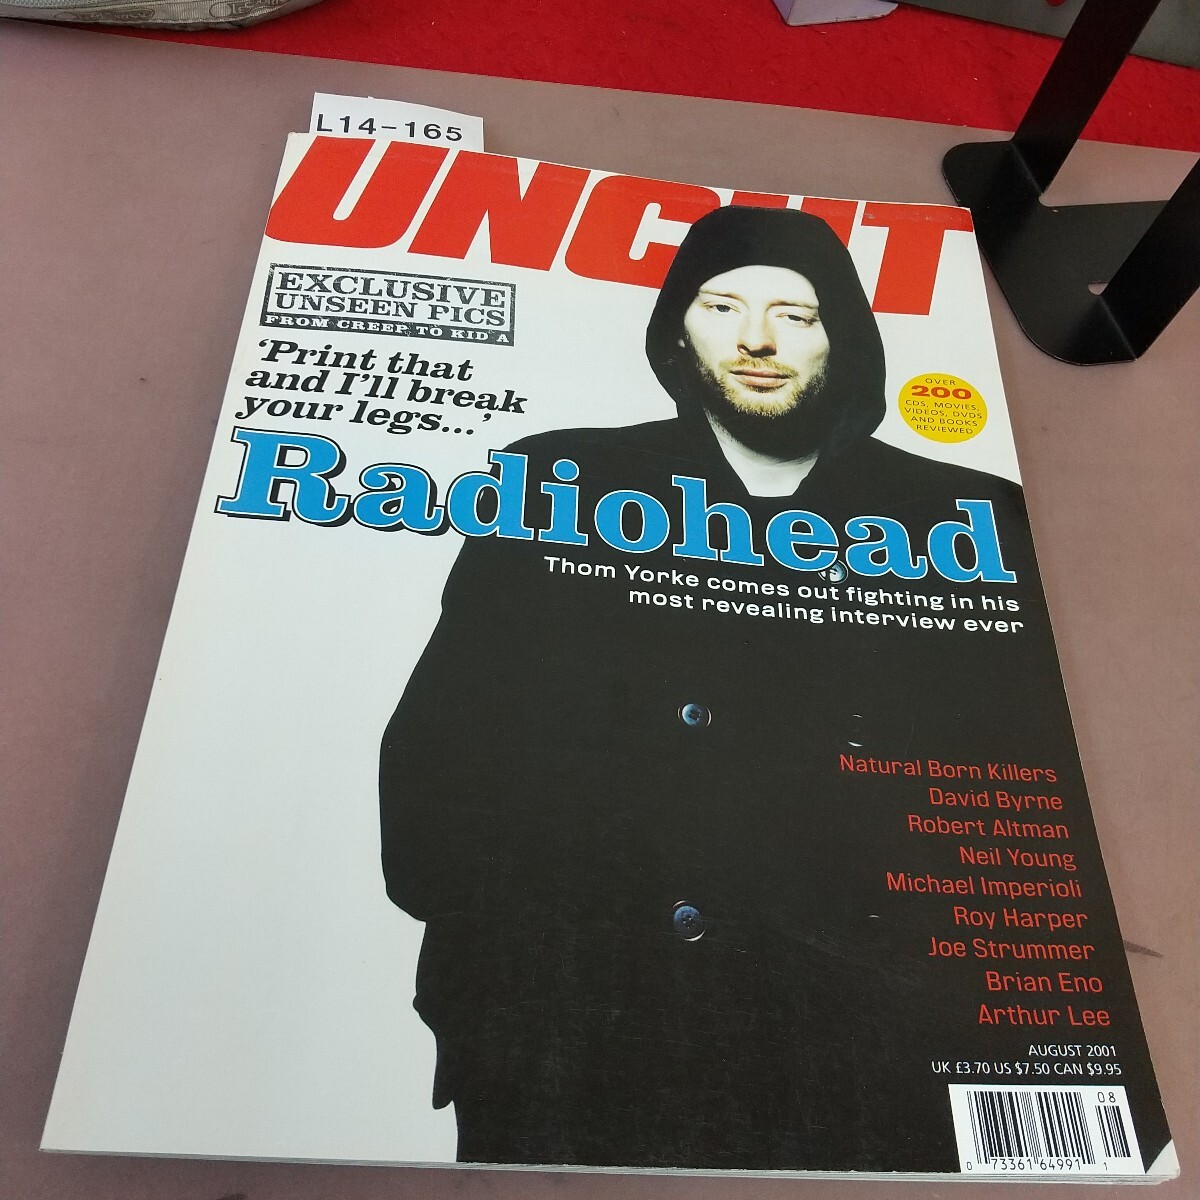 L14-165
UNCUT
EXCLUSIVE
UNSEEN PICS
FROM CREEP TO KID A
'Print that
and I'll break
your legs...'
OVER
200
CDS, MOVIES,
VIDEOS, DVDS
AND BOOKS
REVIEWED
Radiohead
Thom Yorke comes out fighting in his
most revealing interview ever
Natural Born Killers
David Byrne
Robert Altman
Neil Young
Michael Imperioli
Roy Harper
Joe Strummer
Brian Eno
Arthur Lee
AUGUST 2001
UK £3.70 US $7.50 CAN $9.95
08
0 73361 64991 1